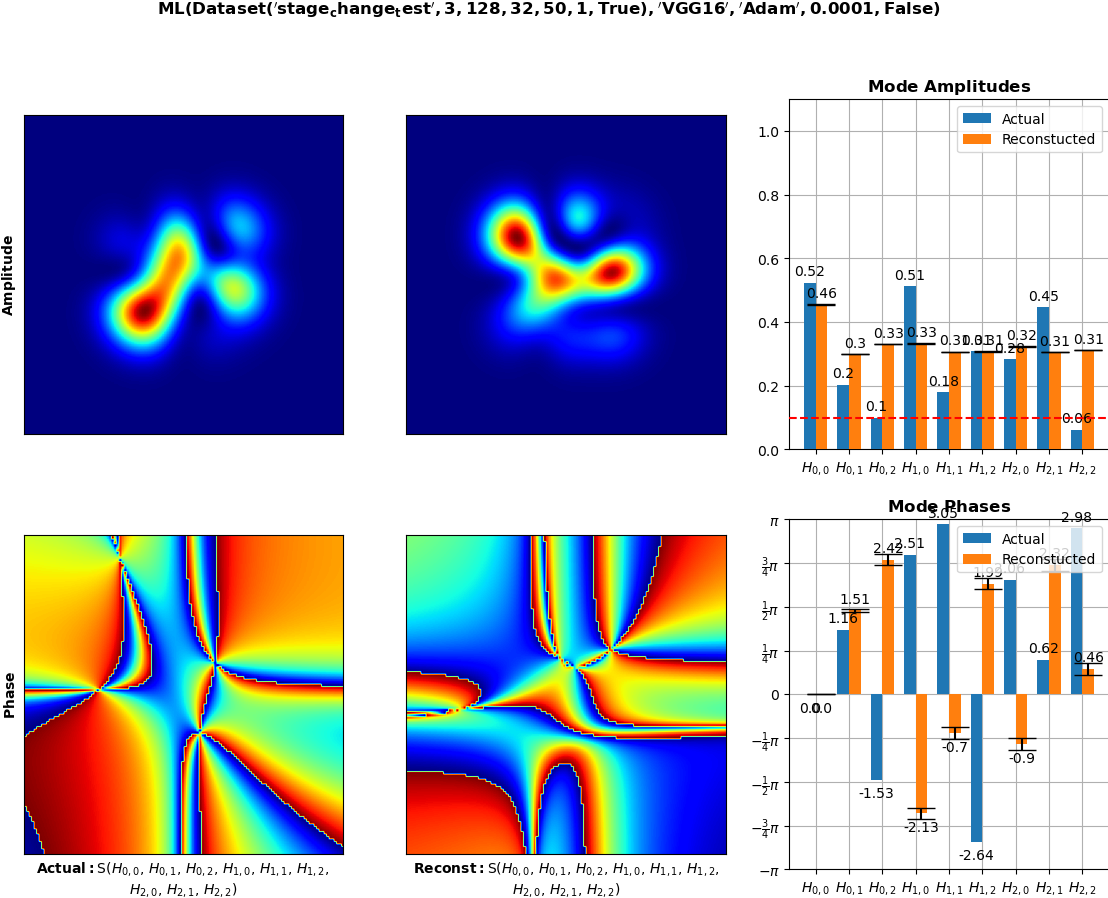 ML(Dataset('stage_change_test', 3, 128, 32, 50, 1, True), 'VGG16', 'Adam', 0.0001, False)
Amplitude
Mode Amplitudes
Actual
Reconstucted
1.0
0.8
0.6
0.4
0.2
0.0
0.52 0.46 0.2 0.3 0.1 0.33 0.51 0.33 0.18 0.31 0.31 0.31 0.28 0.32 0.45 0.31 0.06 0.31
H0,0 H0,1 H0,2 H1,0 H1,1 H1,2 H2,0 H2,1 H2,2
Phase
Mode Phases
Actual
Reconstucted
π
3/4π
1/2π
1/4π
0
−1/4π
−1/2π
−3/4π
−π
0.0 0.0 1.16 1.51 -1.53 2.42 2.51 -2.13 3.05 -0.7 -2.64 -0.9 0.62 2.98 0.46
H0,0 H0,1 H0,2 H1,0 H1,1 H1,2 H2,0 H2,1 H2,2
Actual: S(H0,0, H0,1, H0,2, H1,0, H1,1, H1,2,
H2,0, H2,1, H2,2)
Reconst: S(H0,0, H0,1, H0,2, H1,0, H1,1, H1,2,
H2,0, H2,1, H2,2)